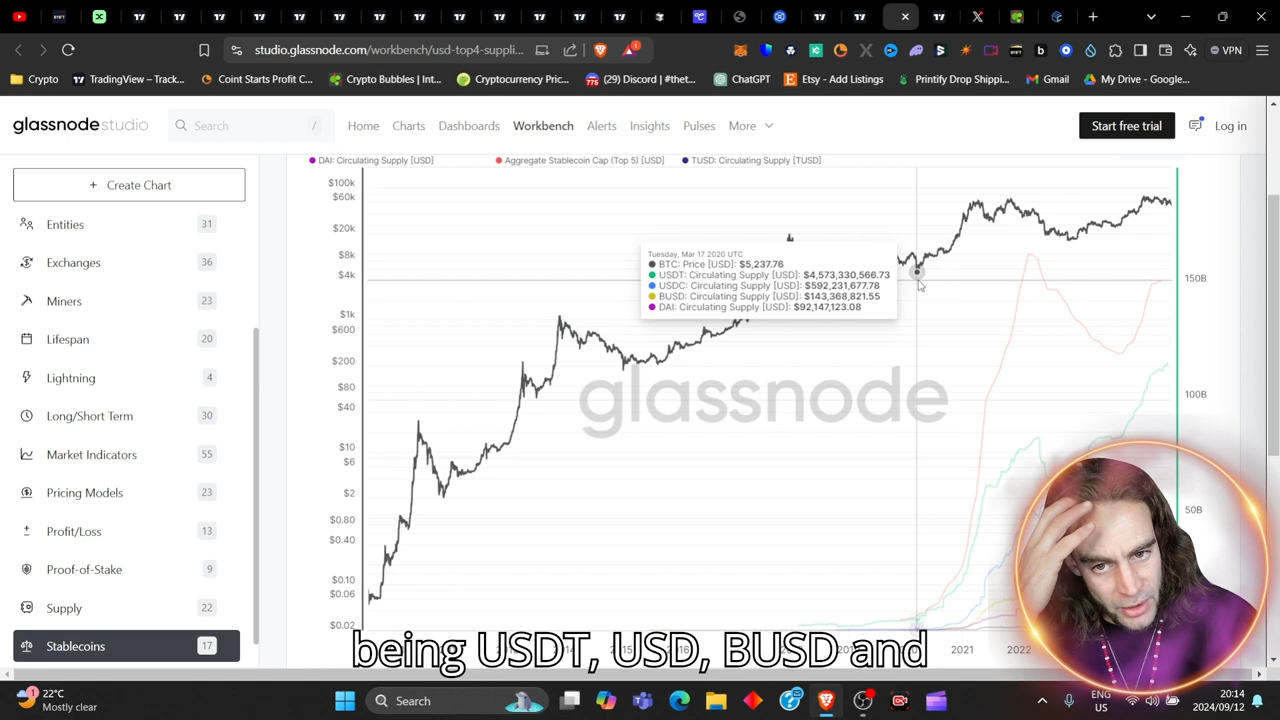 studio.glassnode.com/workbench/usd-top4-suppli...
VPN
Crypto
TradingView – Track...
Coint Starts Profit C...
Crypto Bubbles | Int...
Cryptocurrency Pric...
(29) Discord | #thet...
ChatGPT
Etsy - Add Listings
Printify Drop Shippi...
Gmail
My Drive - Google...
glassnodestudio
Search
/
Home
Charts
Dashboards
Workbench
Alerts
Insights
Pulses
More
Start free trial
Log in
+ Create Chart
Entities 31
Exchanges 36
Miners 4
Lifespan 20
Lightning 4
Long/Short Term 30
Market Indicators 55
Pricing Models 23
Profit/Loss 13
Proof-of-Stake 9
Supply 22
Stablecoins 17
DAI: Circulating Supply [USD]
Aggregate Stablecoin Cap (Top 5) [USD]
TUSD: Circulating Supply [TUSD]
$100k
$60k
$20k
$8k
$4k
$1k
$600
$200
$80
$40
$10
$6
$2
$0.80
$0.40
$0.10
$0.06
$0.02
Tuesday, Mar 17 2020 UTC
BTC: Price [USD]: $5,237.76
USDT: Circulating Supply [USD]: $4,573,330,566.73
USDC: Circulating Supply [USD]: $592,231,677.78
BUSD: Circulating Supply [USD]: $143,368,821.55
DAI: Circulating Supply [USD]: $92,147,123.08
glassnode
150B
100B
50B
2021
2022
being USDT, USD, BUSD and
22°C
Mostly clear
Search
ENG
US
20:14
2024/09/12